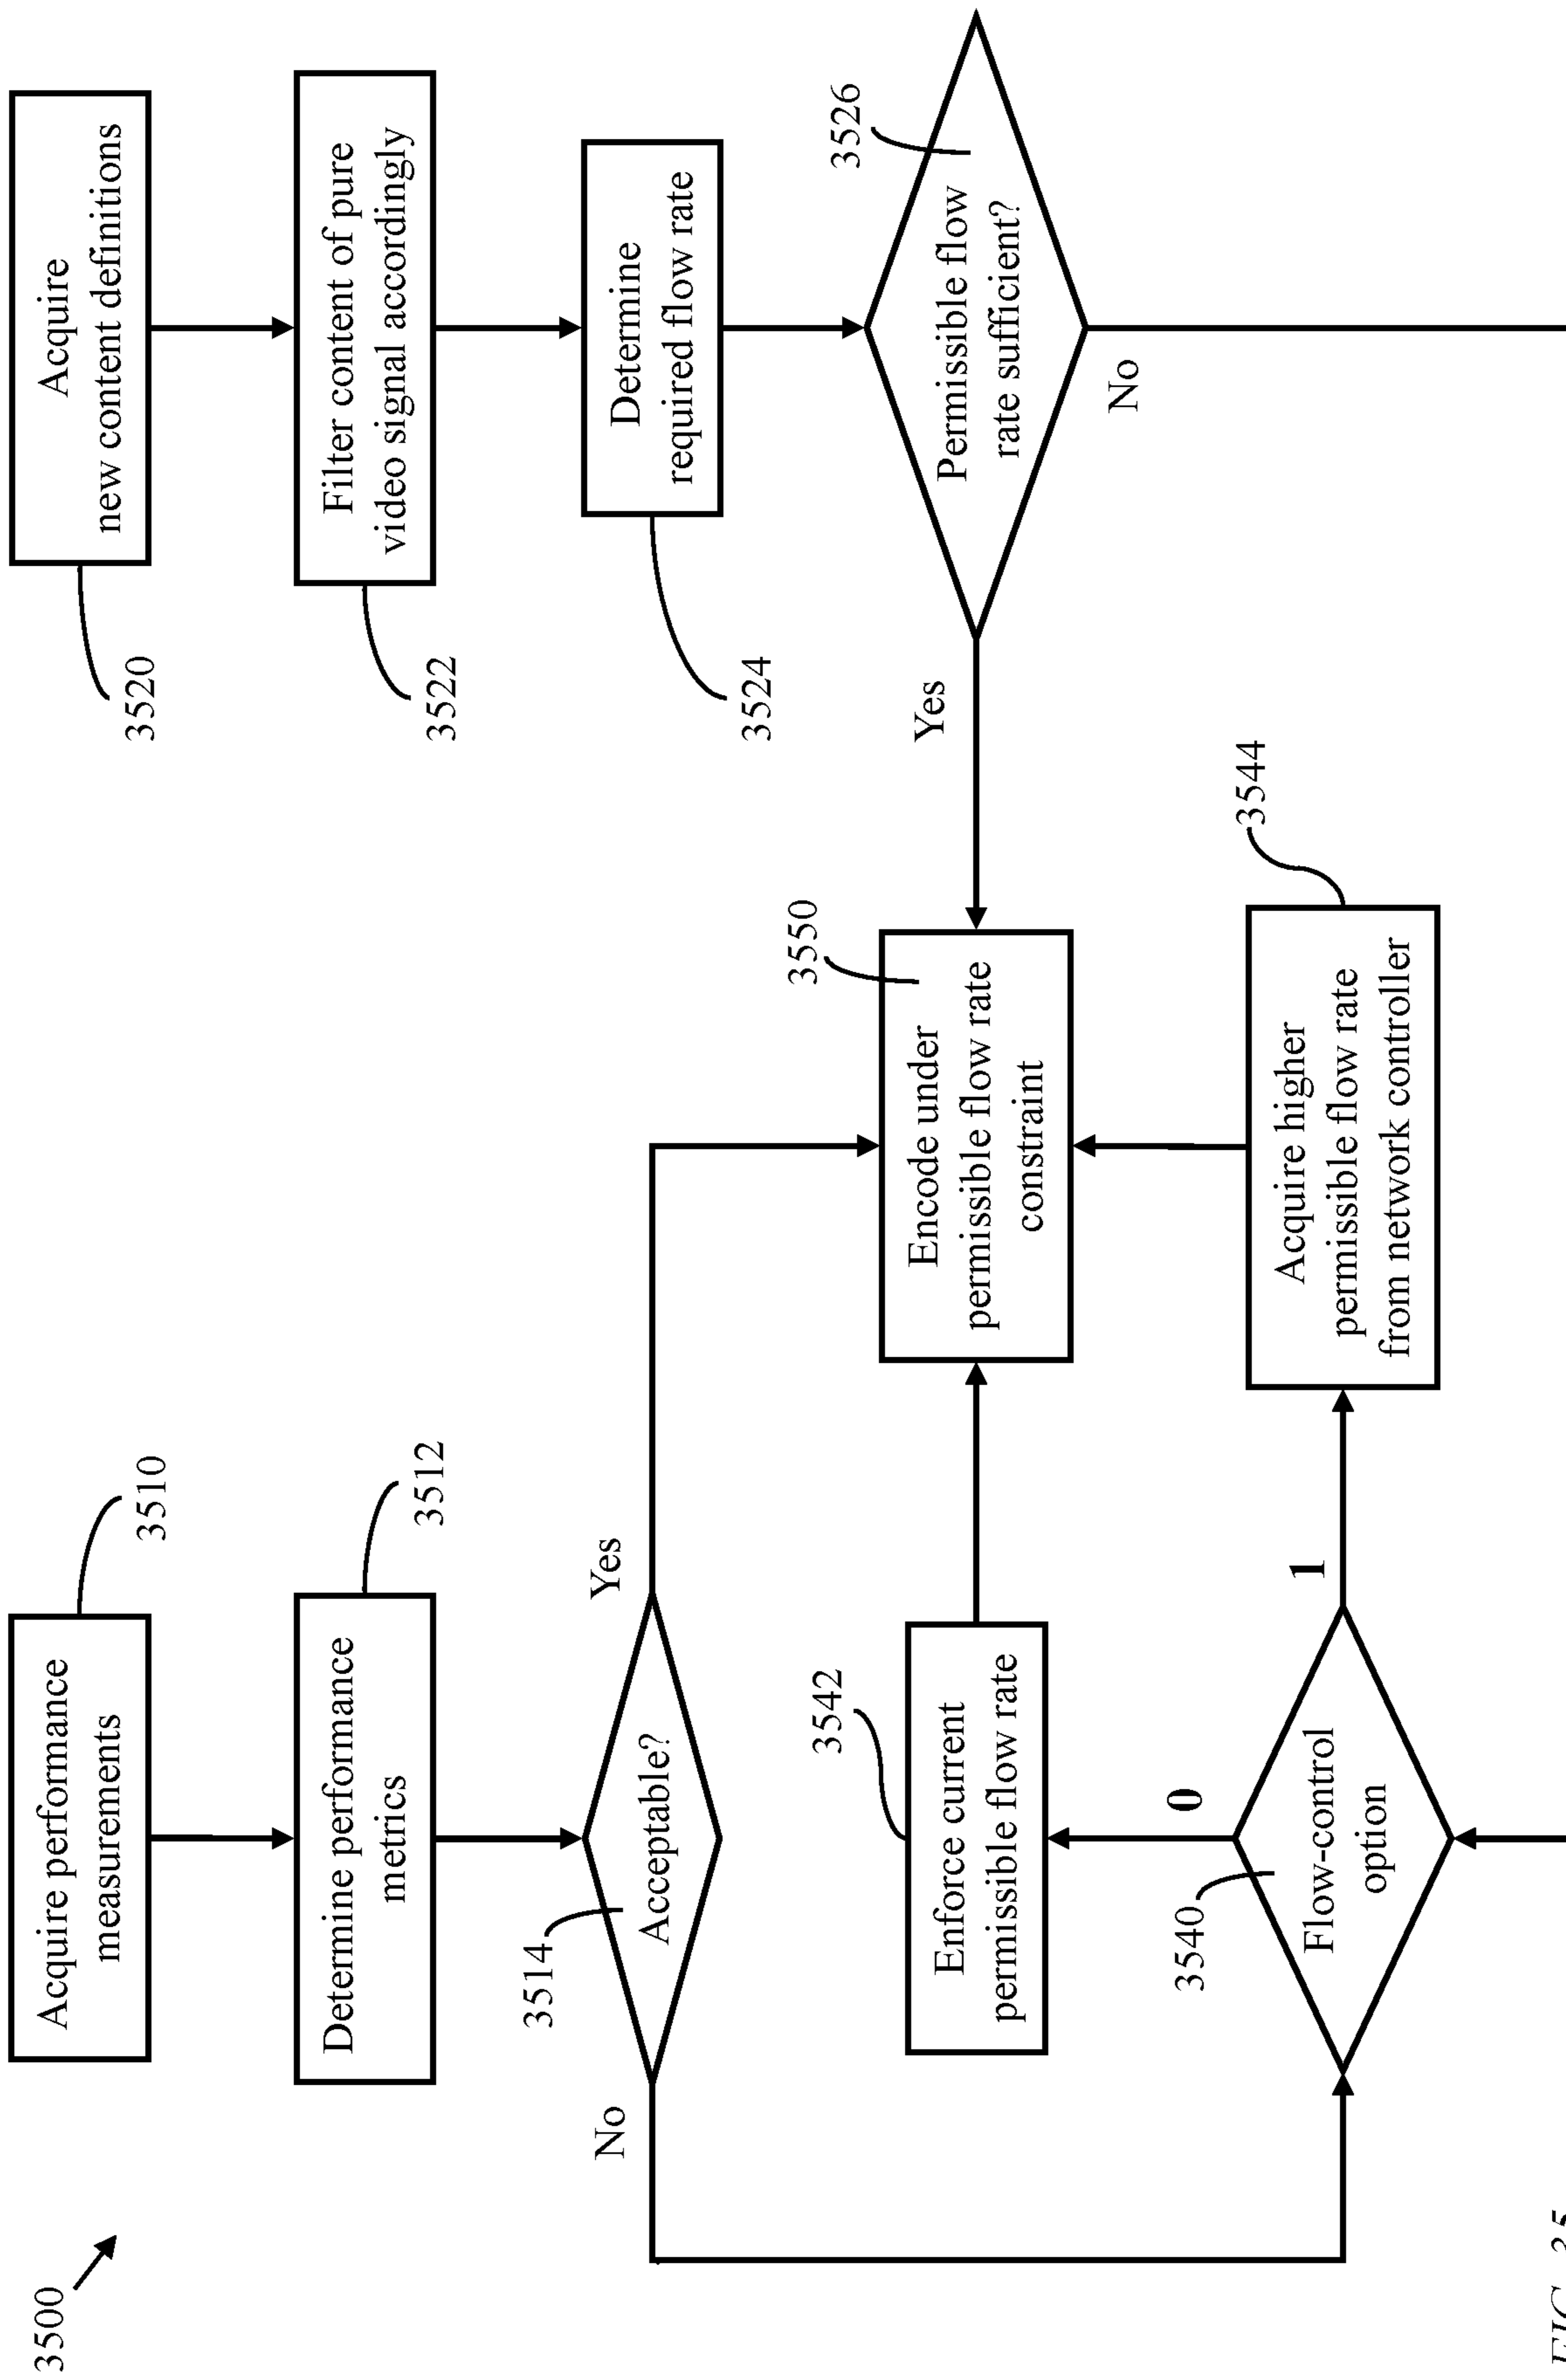 3500
Acquire performance
measurements
3510
Determine performance
metrics
3512
Acceptable?
3514
Yes
No
Acquire
new content definitions
3520
Filter content of pure
video signal accordingly
3522
Determine
required flow rate
3524
Permissible flow
rate sufficient?
3526
Yes
No
Enforce current
permissible flow rate
3542
Encode under
permissible flow rate
constraint
3550
Flow-control
option
3540
0
1
Acquire higher
permissible flow rate
from network controller
3544
FIG. 35